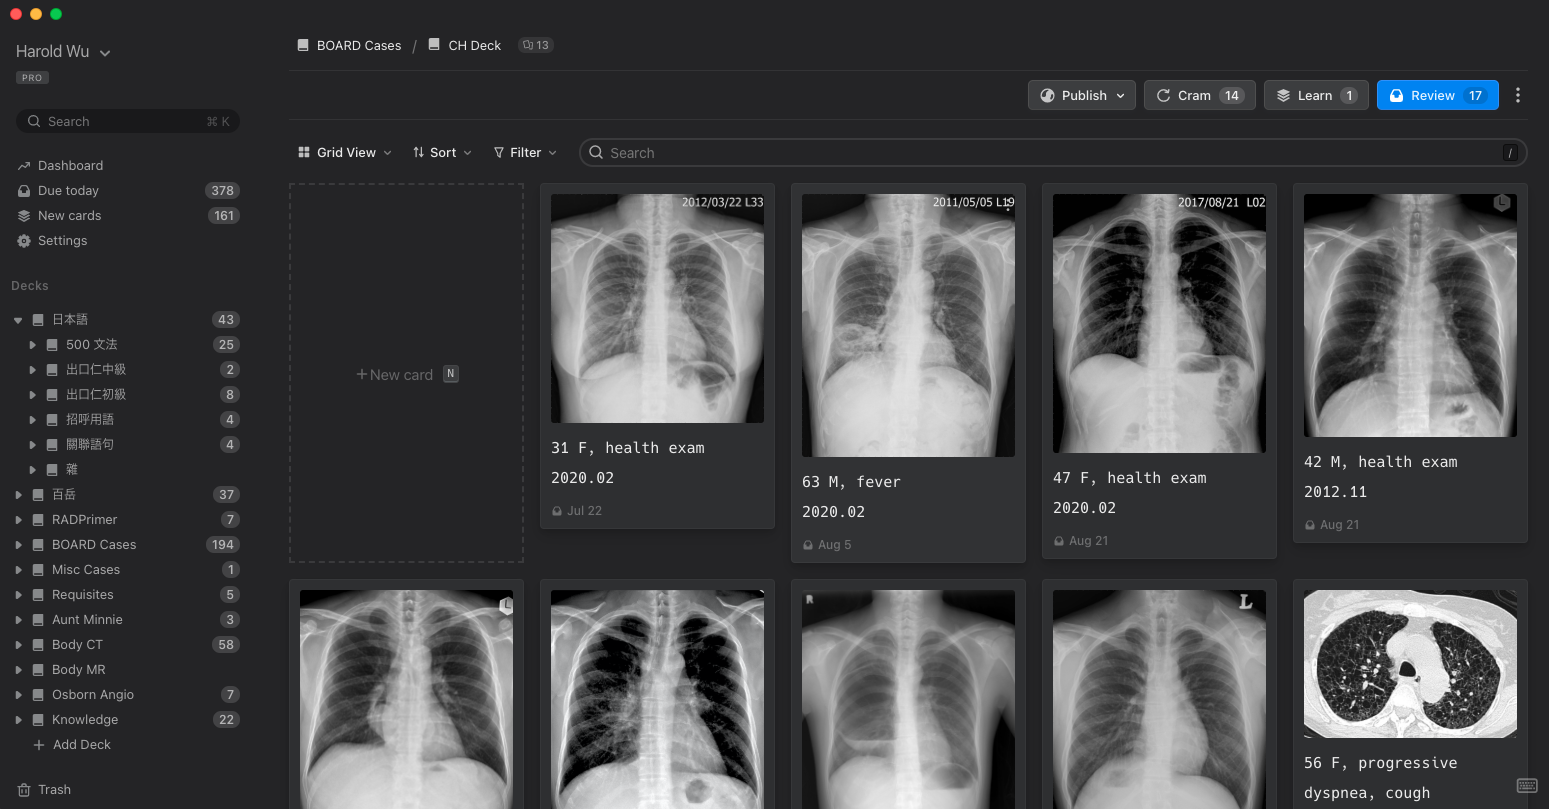 Harold Wu
PRO
Search ⌘ K
Dashboard
Due today 378
New cards 161
Settings
Decks
日本語 43
500 文法 25
出口仁中級 2
出口仁初級 8
招呼用語 4
關聯語句 4
雜
百岳 37
RADPrimer 7
BOARD Cases 194
Misc Cases 1
Requisites 5
Aunt Minnie 3
Body CT 58
Body MR
Osborn Angio 7
Knowledge 22
Add Deck
Trash
BOARD Cases / CH Deck 13
Publish Cram 14 Learn 1 Review 17
Grid View Sort Filter Search /
+ New card N
2012/03/22 L33
31 F, health exam
2020.02
Jul 22
2011/05/05 L19
63 M, fever
2020.02
Aug 5
2017/08/21 L02
47 F, health exam
2020.02
Aug 21
L
42 M, health exam
2012.11
Aug 21
L
R
L
56 F, progressive
dyspnea, cough